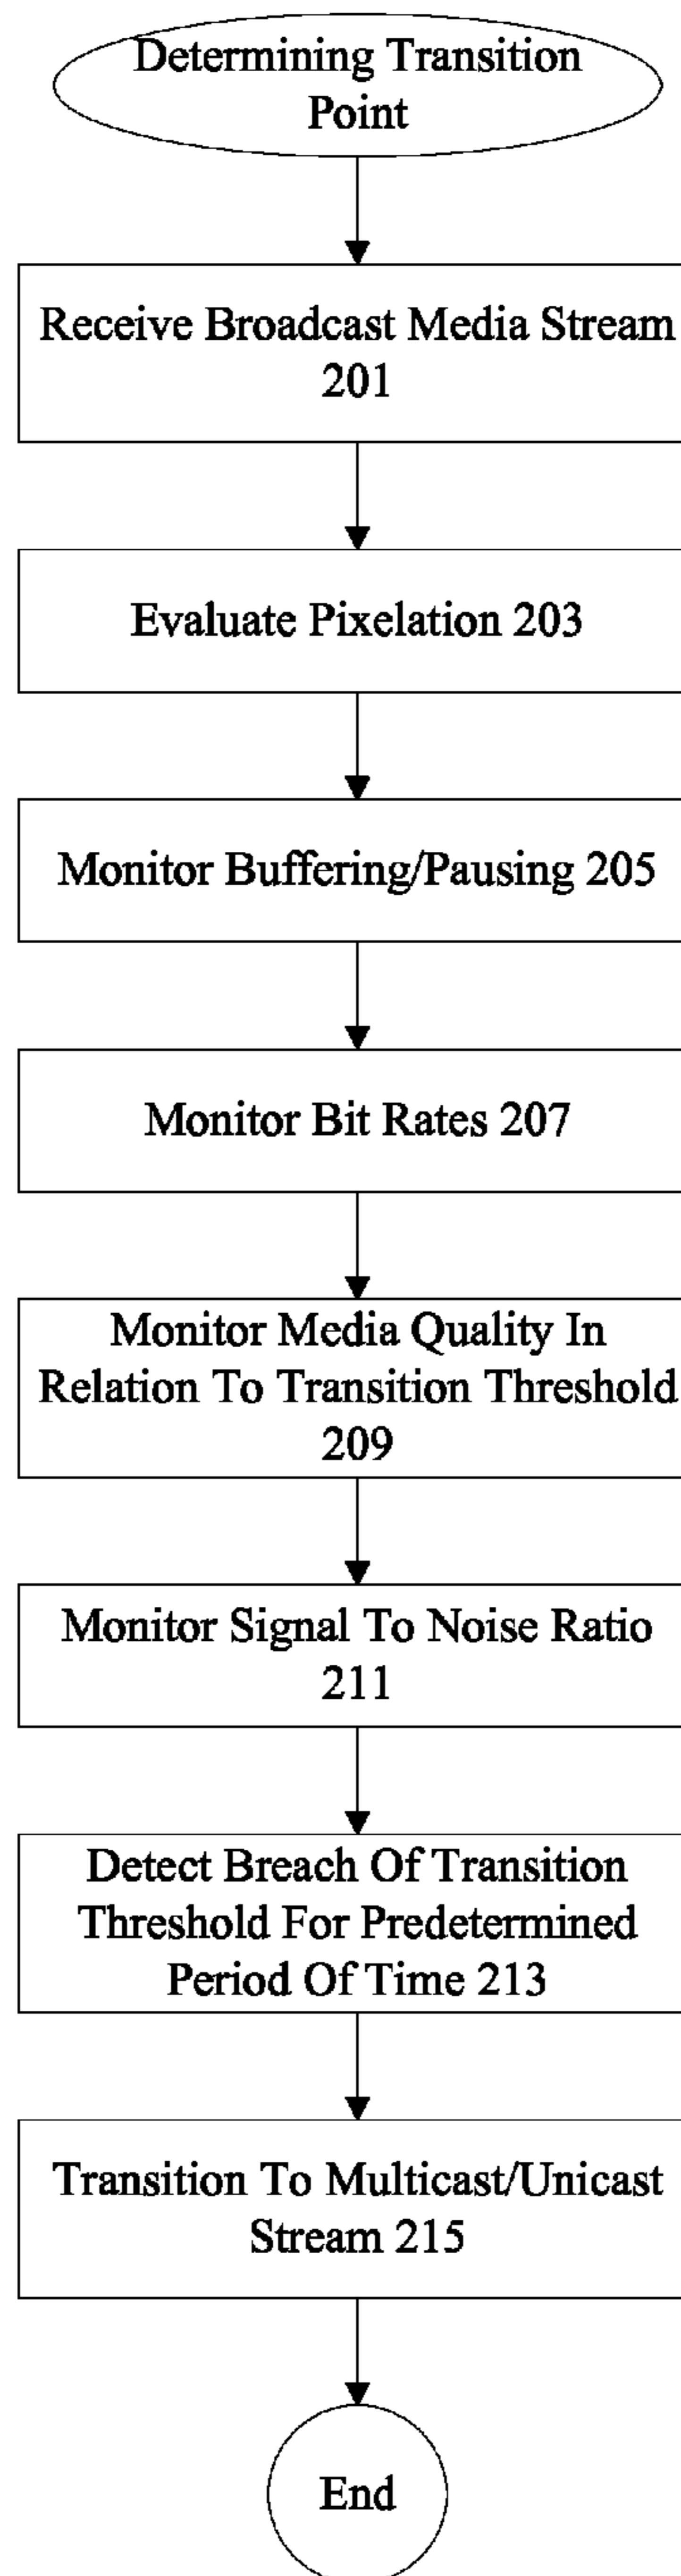 Determining Transition
Point
Receive Broadcast Media Stream
201
Evaluate Pixelation 203
Monitor Buffering/Pausing 205
Monitor Bit Rates 207
Monitor Media Quality In
Relation To Transition Threshold
209
Monitor Signal To Noise Ratio
211
Detect Breach Of Transition
Threshold For Predetermined
Period Of Time 213
Transition To Multicast/Unicast
Stream 215
End